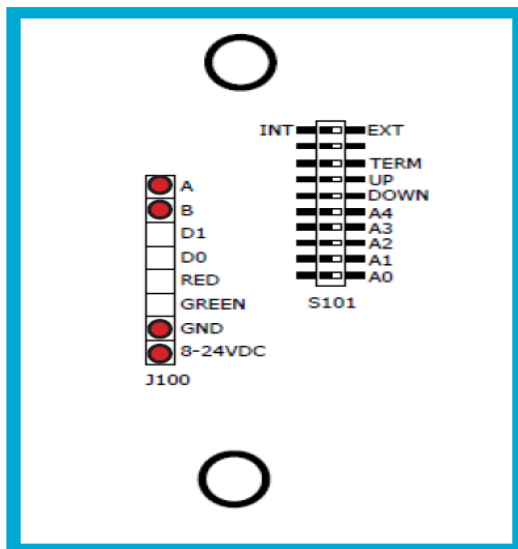 INT EXT
TERM
UP
DOWN
A4
A3
A2
A1
A0
S101
A
B
D1
D0
RED
GREEN
GND
8-24VDC
J100